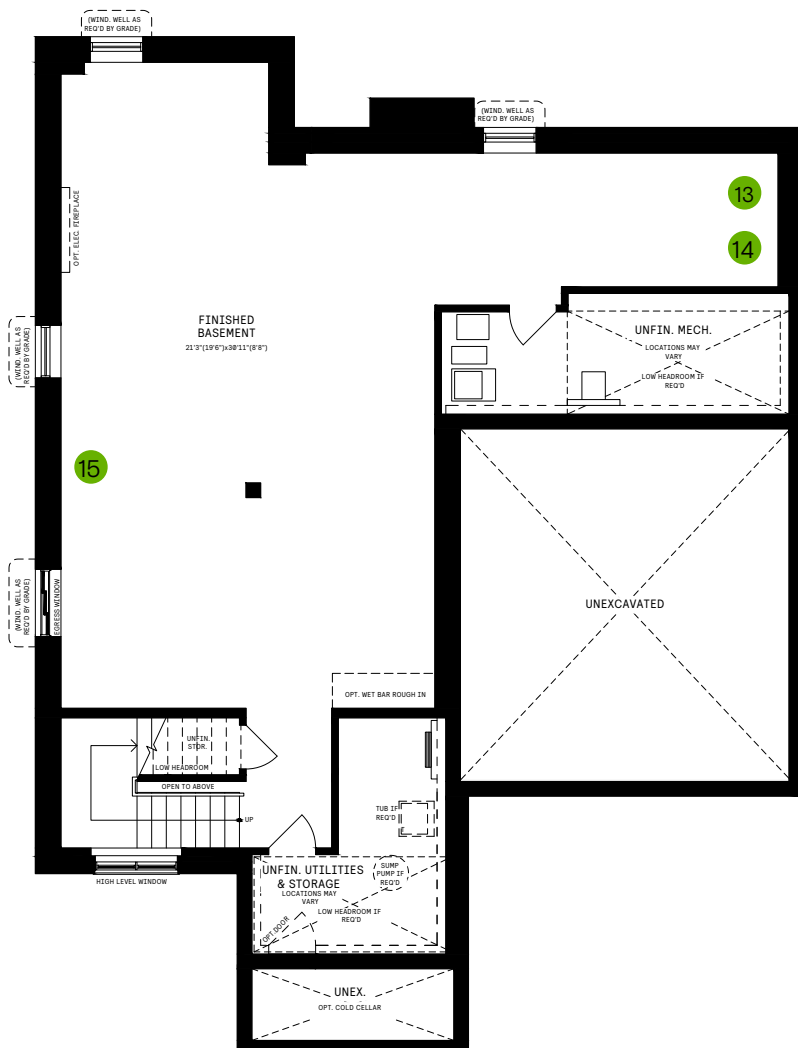 (WIND. WELL AS
REQ'D BY GRADE)
(WIND. WELL AS
REQ'D BY GRADE)
13
14
OPT. ELEC. FIREPLACE
FINISHED
BASEMENT
21'3"(19'6")x30'11"(8'8")
UNFIN. MECH.
LOCATIONS MAY
VARY
LOW HEADROOM IF
REQ'D
(WIND. WELL AS
REQ'D BY GRADE)
15
(WIND. WELL AS
REQ'D BY GRADE)
EGRESS WINDOW
UNEXCAVATED
OPT. WET BAR ROUGH IN
UNFIN.
STOR.
LOW HEADROOM
OPEN TO ABOVE
UP
TUB IF
REQ'D
F
HIGH LEVEL WINDOW
UNFIN. UTILITIES
& STORAGE
LOCATIONS MAY
VARY
SUMP
PUMP IF
REQ'D
LOW HEADROOM IF
REQ'D
(OPT.DOOR
UNEX.
OPT. COLD CELLAR